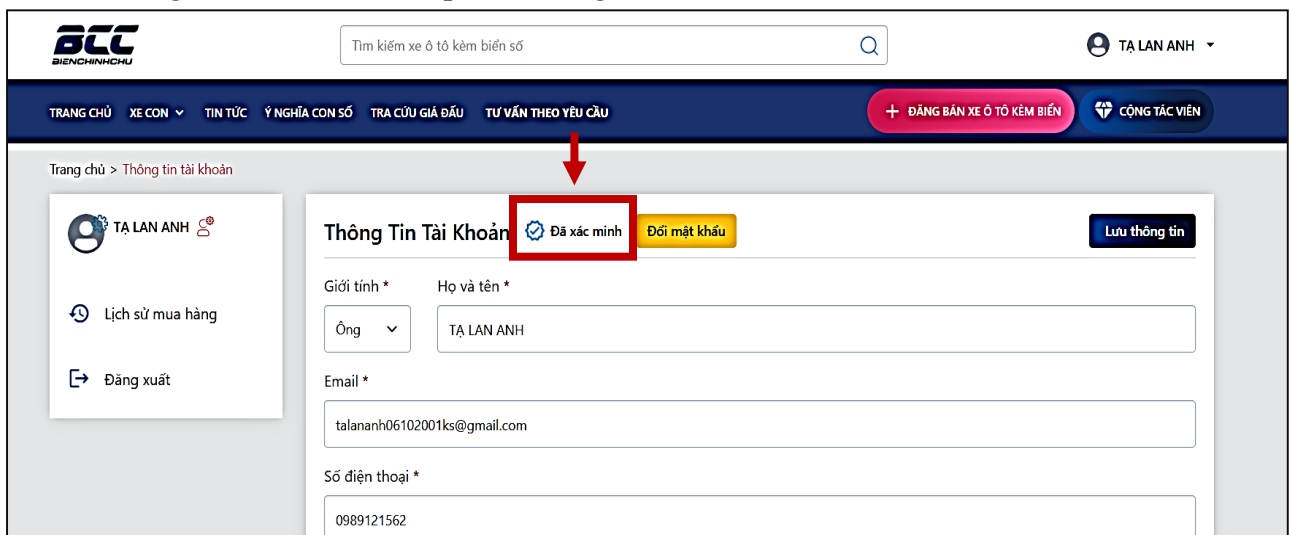 BCC
BIENCHINHCHU
Tìm kiếm xe ô tô kèm biển số
TẠ LAN ANH
TRANG CHỦ XE CON TIN TỨC Ý NGHĨA CON SỐ TRA CỨU GIÁ ĐẤU TƯ VẤN THEO YÊU CẦU
+ ĐĂNG BÁN XE Ô TÔ KÈM BIỂN
CỘNG TÁC VIÊN
Trang chủ > Thông tin tài khoản
TẠ LAN ANH
Lịch sử mua hàng
Đăng xuất
Thông Tin Tài Khoản Đã xác minh Đổi mật khẩu Lưu thông tin
Giới tính * Họ và tên *
Ông TẠ LAN ANH
Email *
talananh06102001ks@gmail.com
Số điện thoại *
0989121562